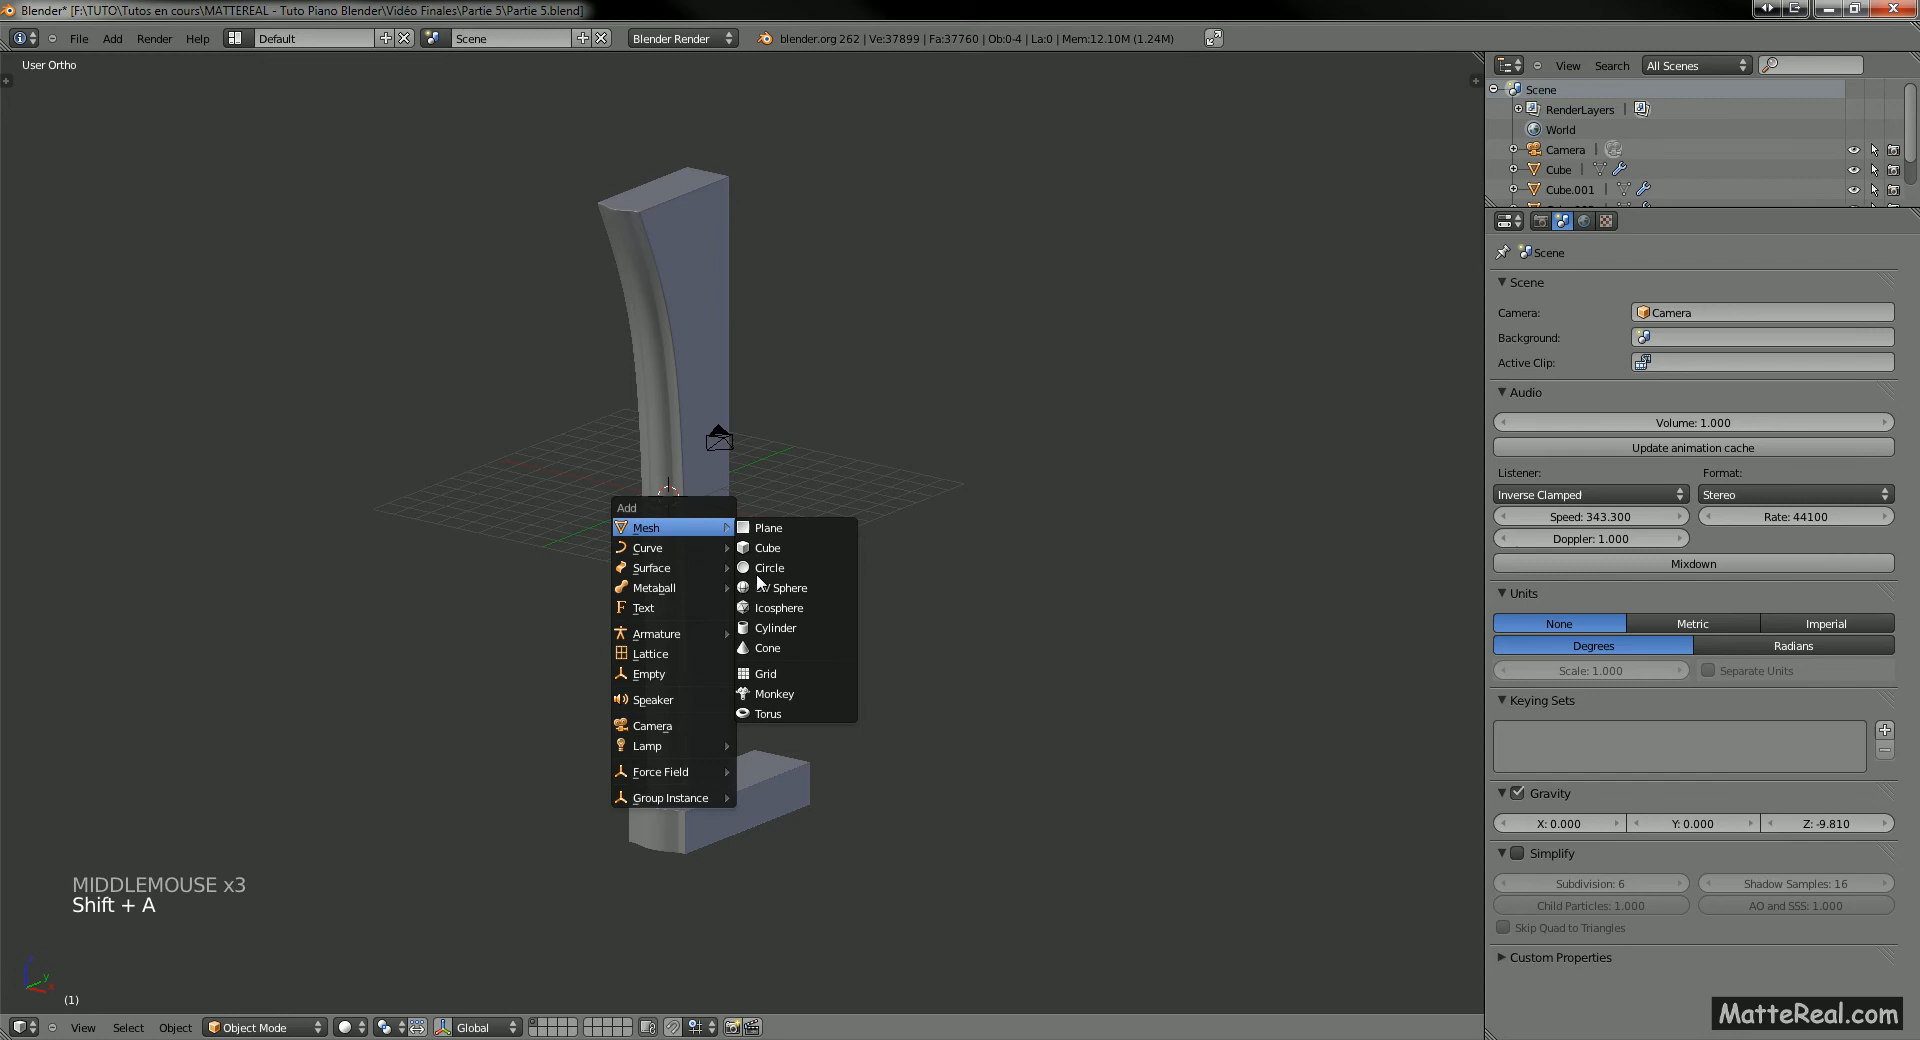 Blender* [F:\TUTO\Tutos en cours\MATTEREAL - Tuto Piano Blender\Vidéo Finales\Partie 5\Partie 5.blend]
File Add Render Help Default Scene Blender Render blender.org 262 | Ve:37899 | Fa:37760 | Ob:0-4 | La:0 | Mem:12.10M (1.24M)
User Ortho
View Search All Scenes
Scene
RenderLayers |
World
Camera |
Cube |
Cube.001 |
Scene
Scene
Camera: Camera
Background:
Active Clip:
Audio
Volume: 1.000
Update animation cache
Listener: Format:
Inverse Clamped Stereo
Speed: 343.300 Rate: 44100
Doppler: 1.000
Mixdown
Units
None Metric Imperial
Degrees Radians
Scale: 1.000 Separate Units
Keying Sets
Gravity
X: 0.000 Y: 0.000 Z: -9.810
Simplify
Subdivision: 6 Shadow Samples: 16
Child Particles: 1.000 AO and SSS: 1.000
Skip Quad to Triangles
Custom Properties
Add
Mesh
Curve
Surface
Metaball
Text
Armature
Lattice
Empty
Speaker
Camera
Lamp
Force Field
Group Instance
Plane
Cube
Circle
Sphere
Icosphere
Cylinder
Cone
Grid
Monkey
Torus
MIDDLEMOUSE x3
Shift + A
z
y
x
(1)
View Select Object Object Mode Global
MatteReal.com